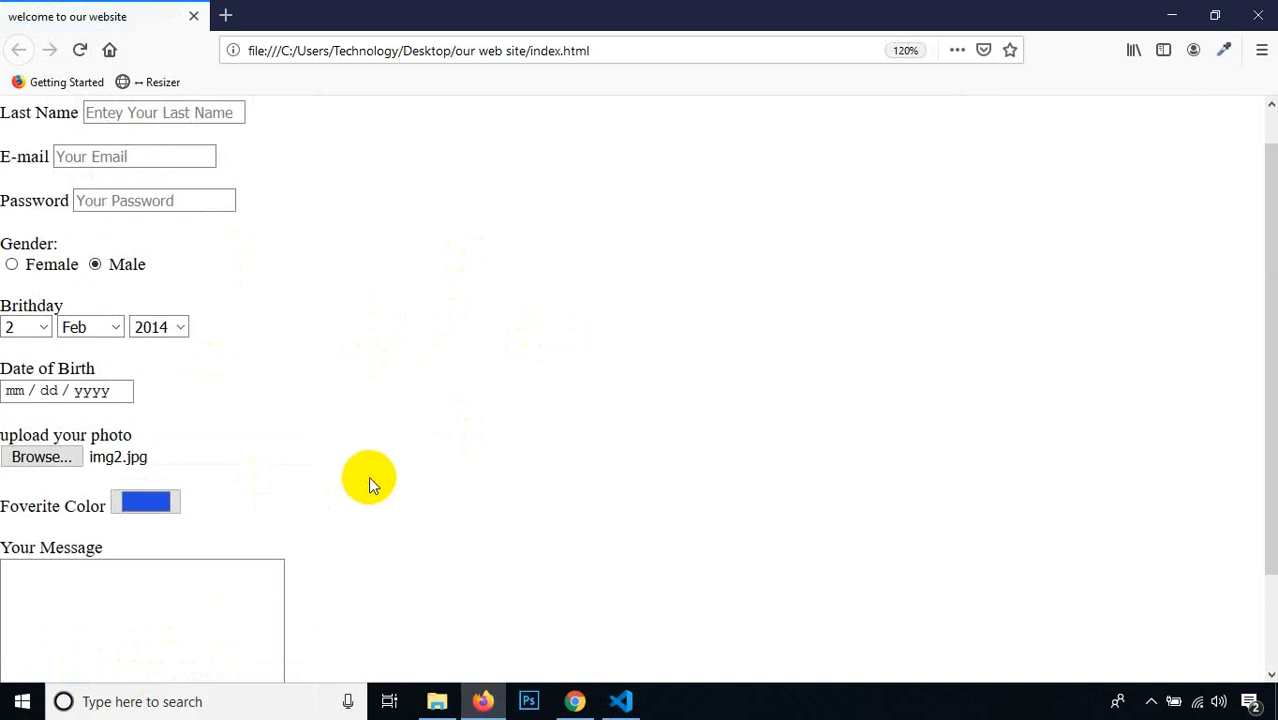 welcome to our website
file:///C:/Users/Technology/Desktop/our web site/index.html
120%
Getting Started
Resizer
Last Name Entey Your Last Name
E-mail Your Email
Password Your Password
Gender:
Female Male
Brithday
2 Feb 2014
Date of Birth
mm / dd / yyyy
upload your photo
Browse... img2.jpg
Foverite Color
Your Message
Type here to search
Ps
2